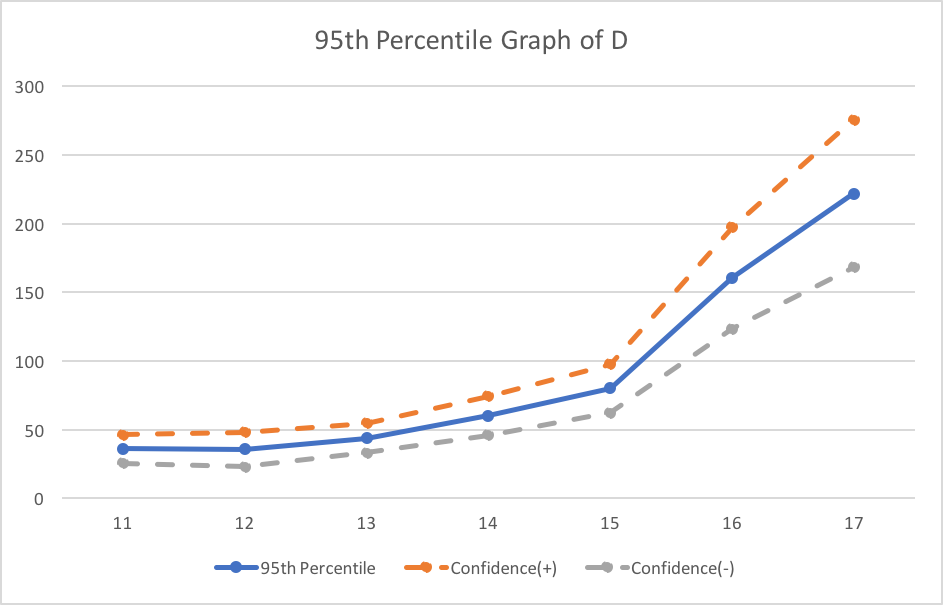 95th Percentile Graph of D
300
250
200
150
100
50
0
11 12 13 14 15 16 17
95th Percentile Confidence(+) Confidence(-)